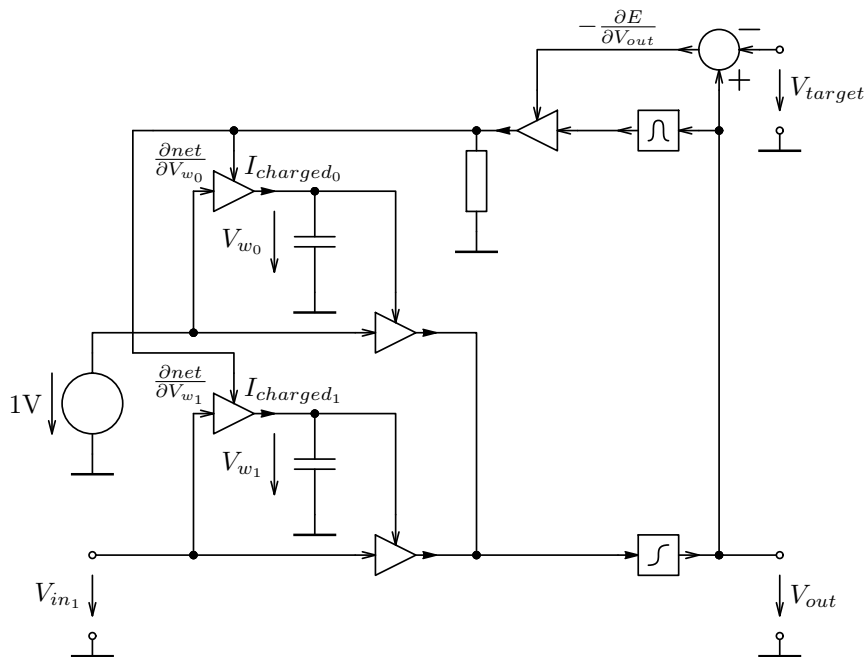 −∂E/∂V_out
−
+
V_target
∂net/∂V_w₀
I_charged₀
V_w₀
1V
∂net/∂V_w₁
I_charged₁
V_w₁
V_in₁
V_out